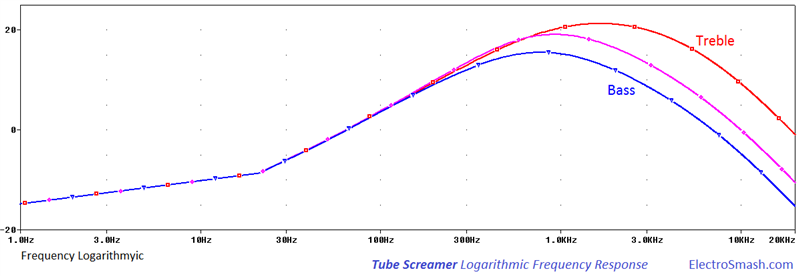 20
Treble
Bass
0
-20
1.0Hz 3.0Hz 10Hz 30Hz 100Hz 300Hz 1.0KHz 3.0KHz 10KHz 20KHz
Frequency Logarithmyic
Tube Screamer Logarithmic Frequency Response
ElectroSmash.com